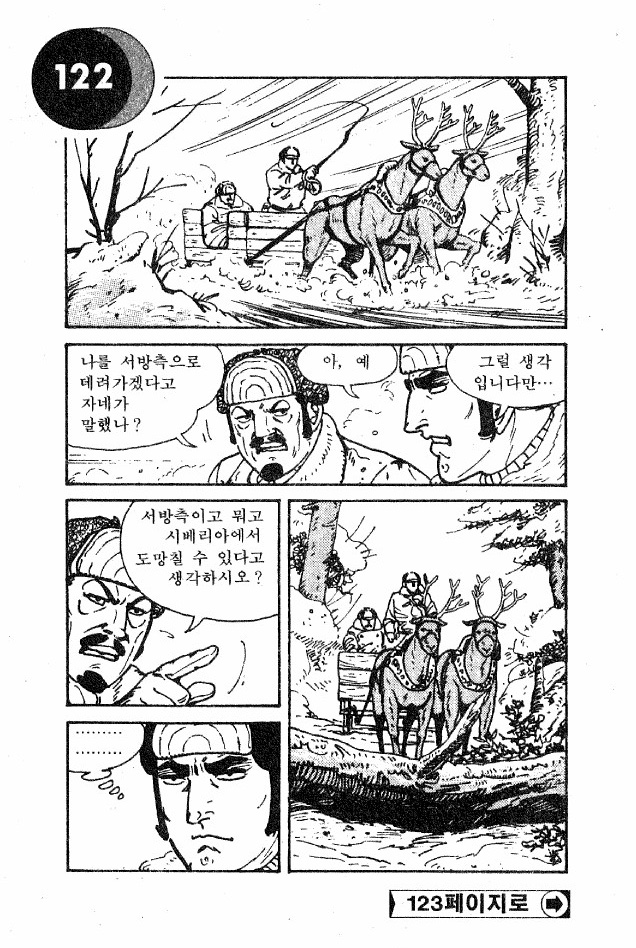 122
나를 서방측으로
데려가겠다고
자네가
말했나?
아, 예
그럴 생각
입니다만…
서방측이고 뭐고
시베리아에서
도망칠 수 있다고
생각하시오?
………
………
123페이지로